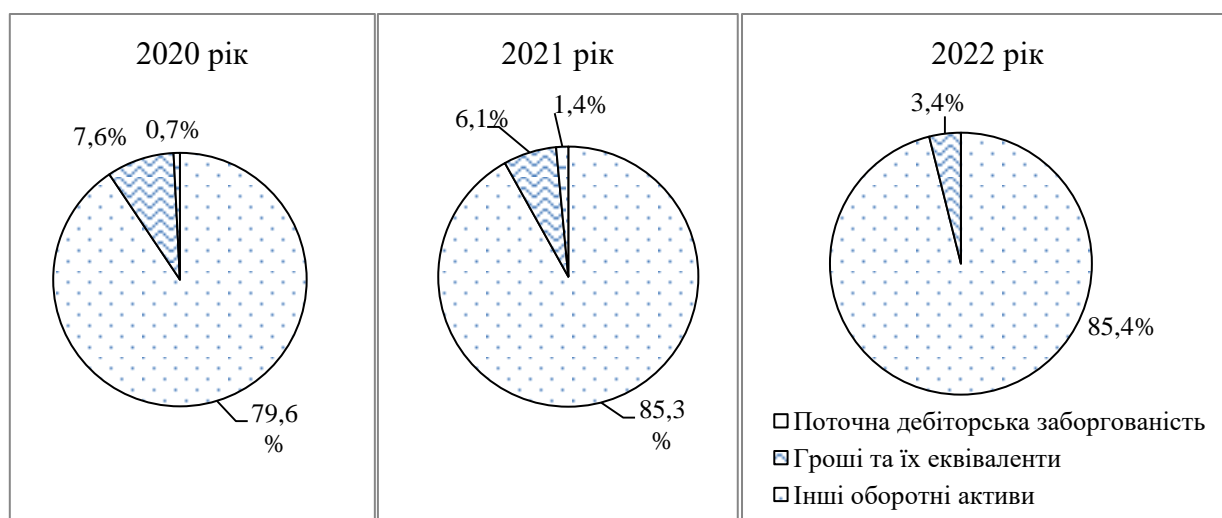 2020 рік
7,6%
0,7%
79,6
%
2021 рік
6,1%
1,4%
85,3
%
2022 рік
3,4%
85,4%
Поточна дебіторська заборгованість
Гроші та їх еквіваленти
Інші оборотні активи